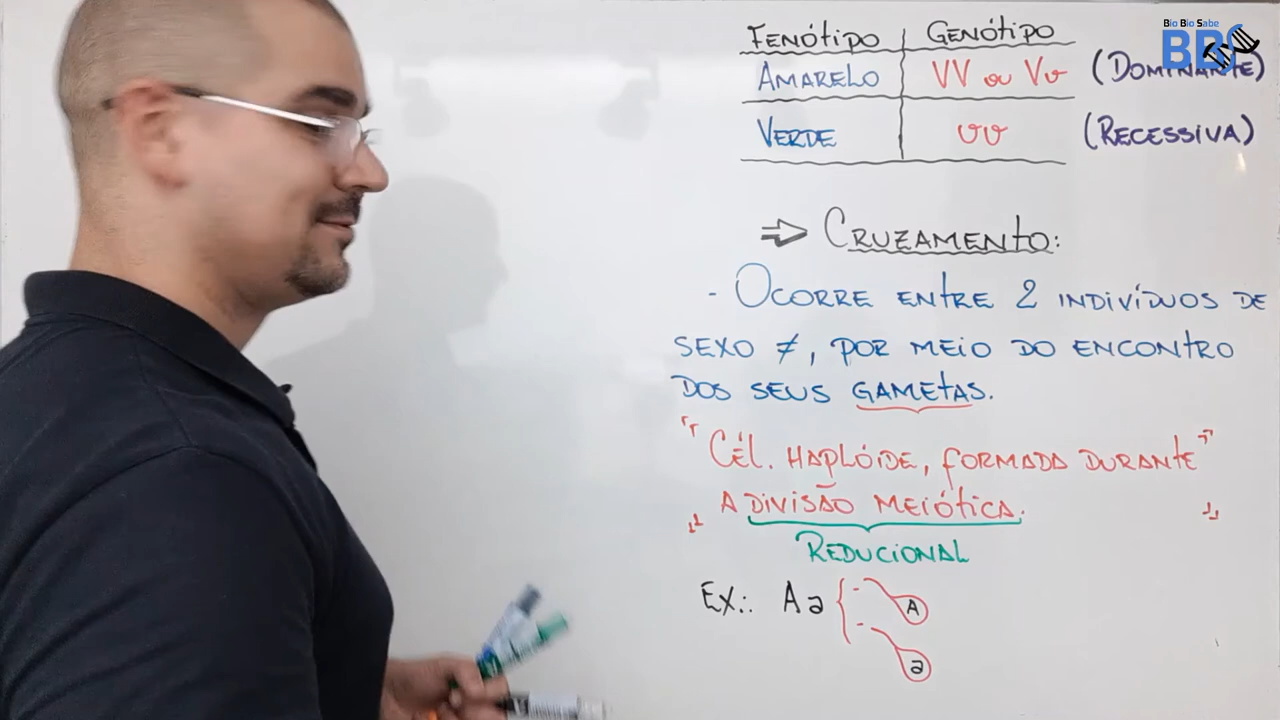 Bio Bio Sabe
BBS
FENÓTIPO GENÓTIPO
AMARELO VV ou Vv (DOMINANTE)
VERDE vv (RECESSIVA)
⇒ CRUZAMENTO:
- OCORRE ENTRE 2 INDIVÍDUOS DE
SEXO ≠, POR MEIO DO ENCONTRO
DOS SEUS GAMETAS.
"CÉL. HAPLÓIDE, FORMADA DURANTE
A DIVISÃO MEIÓTICA."
REDUCIONAL
EX.: Aa { - A
- a